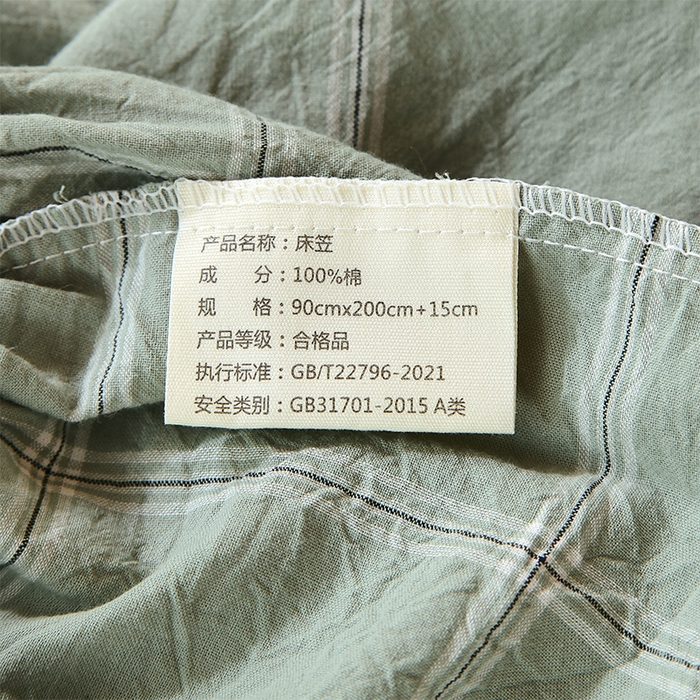 产品名称：床笠
成 分：100%棉
规 格：90cmx200cm+15cm
产品等级：合格品
执行标准：GB/T22796-2021
安全类别：GB31701-2015 A类